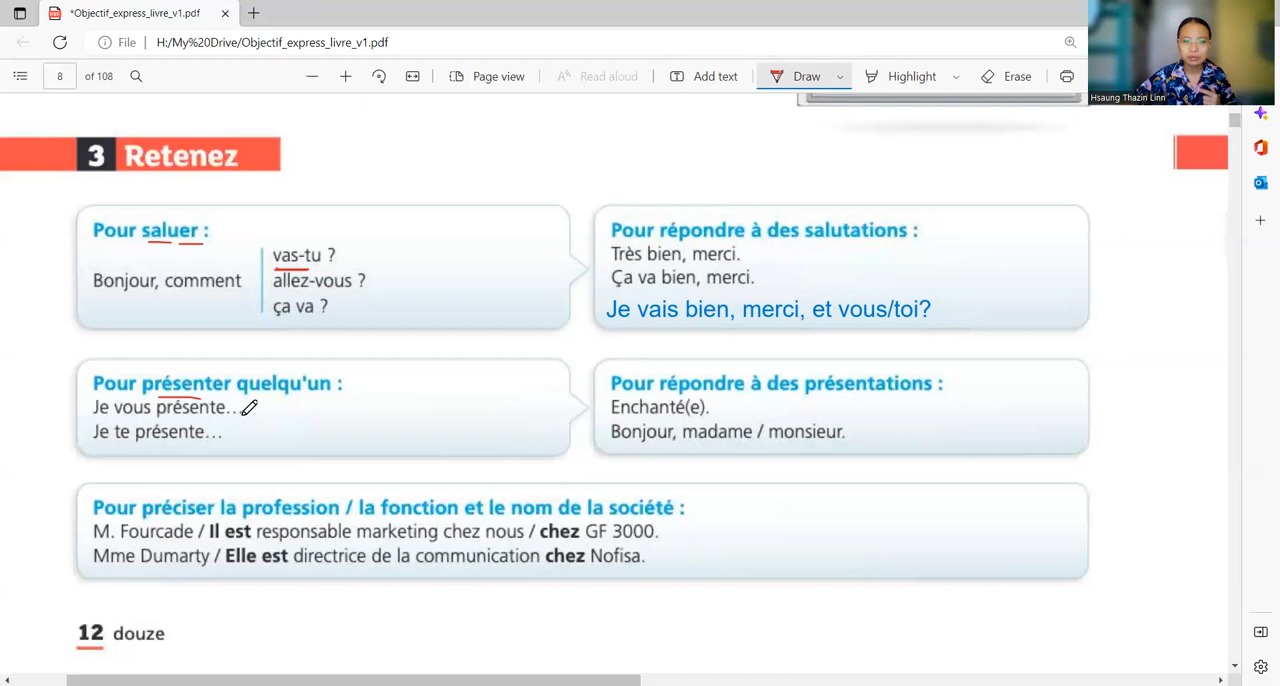 *Objectif_express_livre_v1.pdf
File H:/My%20Drive/Objectif_express_livre_v1.pdf
8 of 108 Page view Read aloud Add text Draw Highlight Erase
Hsaung Thazin Linn
3 Retenez
Pour saluer :
Bonjour, comment
vas-tu ?
allez-vous ?
ça va ?
Pour répondre à des salutations :
Très bien, merci.
Ça va bien, merci.
Je vais bien, merci, et vous/toi?
Pour présenter quelqu'un :
Je vous présente…
Je te présente…
Pour répondre à des présentations :
Enchanté(e).
Bonjour, madame / monsieur.
Pour préciser la profession / la fonction et le nom de la société :
M. Fourcade / Il est responsable marketing chez nous / chez GF 3000.
Mme Dumarty / Elle est directrice de la communication chez Nofisa.
12 douze